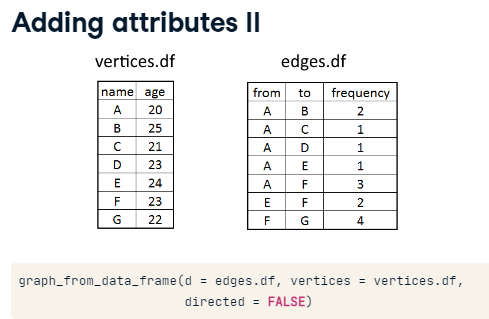 Adding attributes II
vertices.df
edges.df
name age
A 20
B 25
C 21
D 23
E 24
F 23
G 22
from to frequency
A B 2
A C 1
A D 1
A E 1
A F 3
E F 2
F G 4
graph_from_data_frame(d = edges.df, vertices = vertices.df,
directed = FALSE)